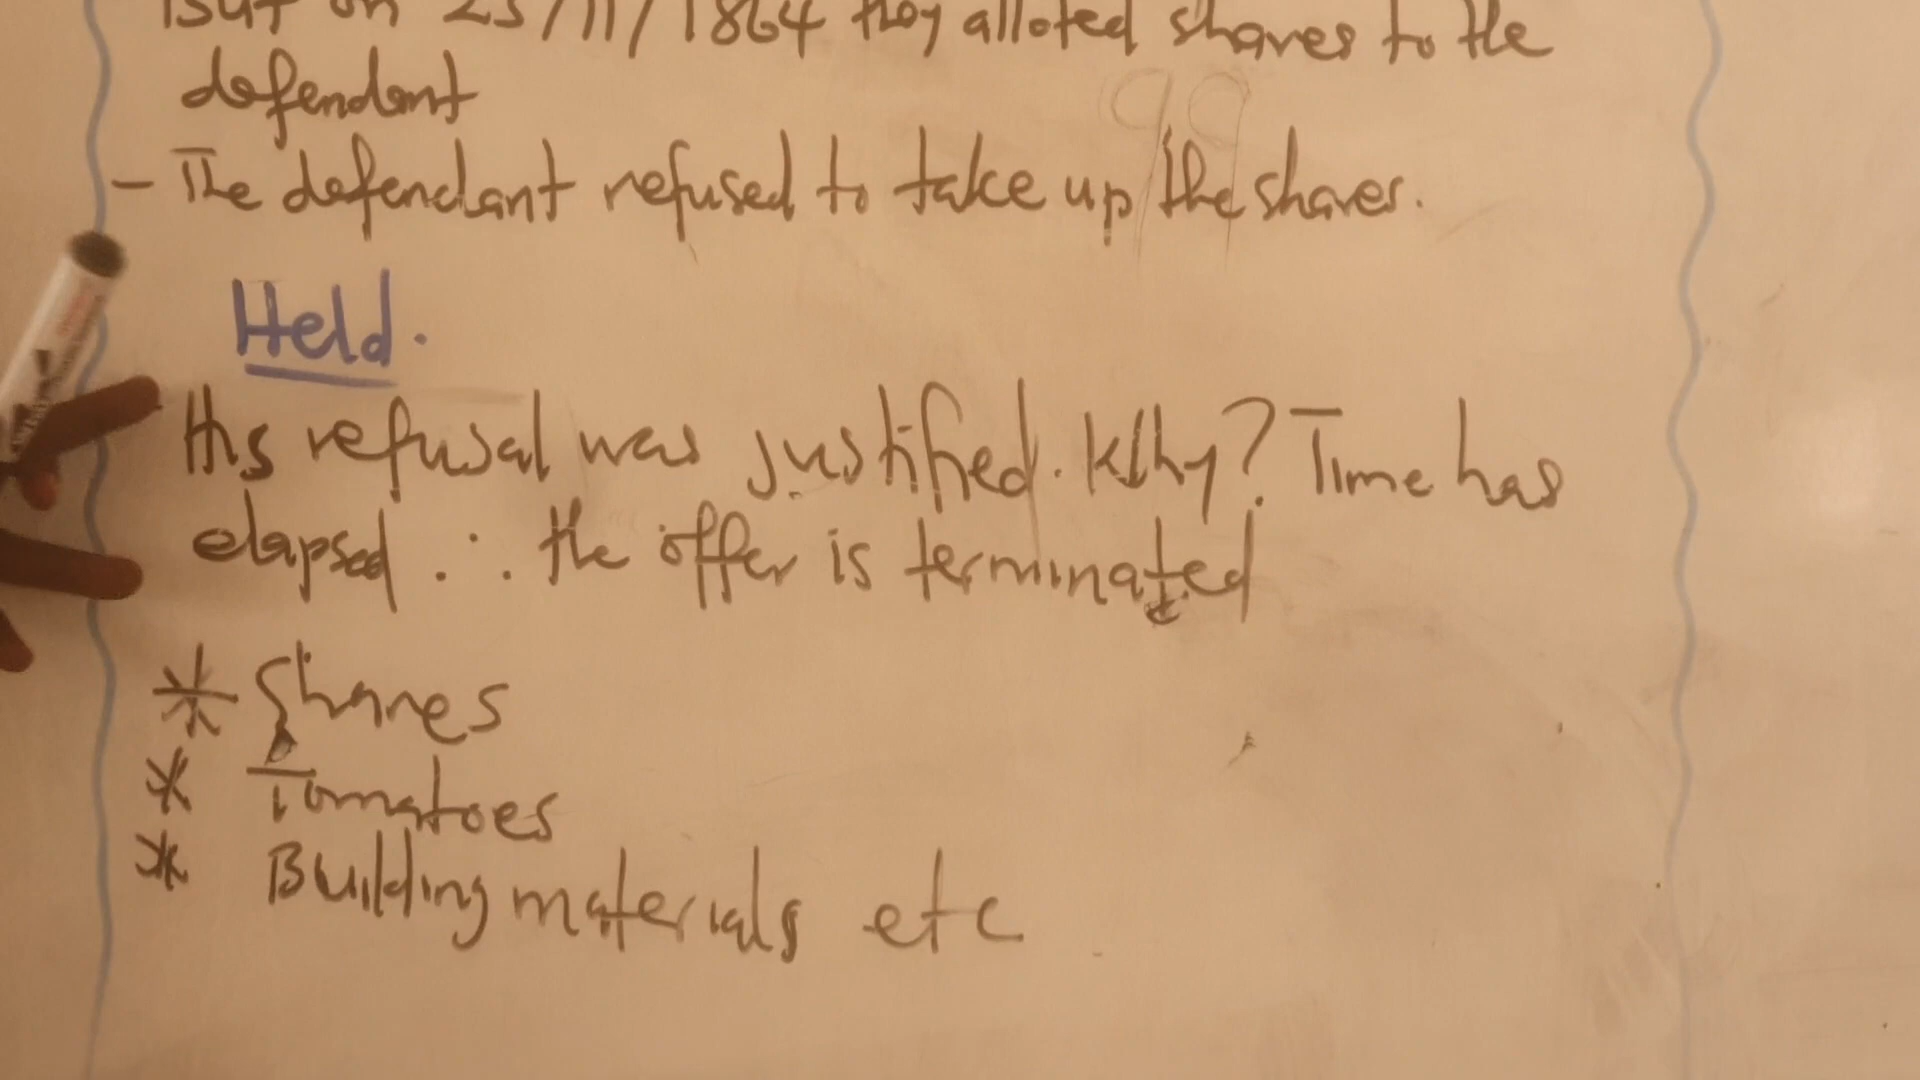 But on 23/11/1864 they alloted shares to the
defendant
- The defendant refused to take up the shares.
Held.
His refusal was justified. Why? Time has
elapsed. ∴ the offer is terminated
* Shares
* Tomatoes
* Building materials etc